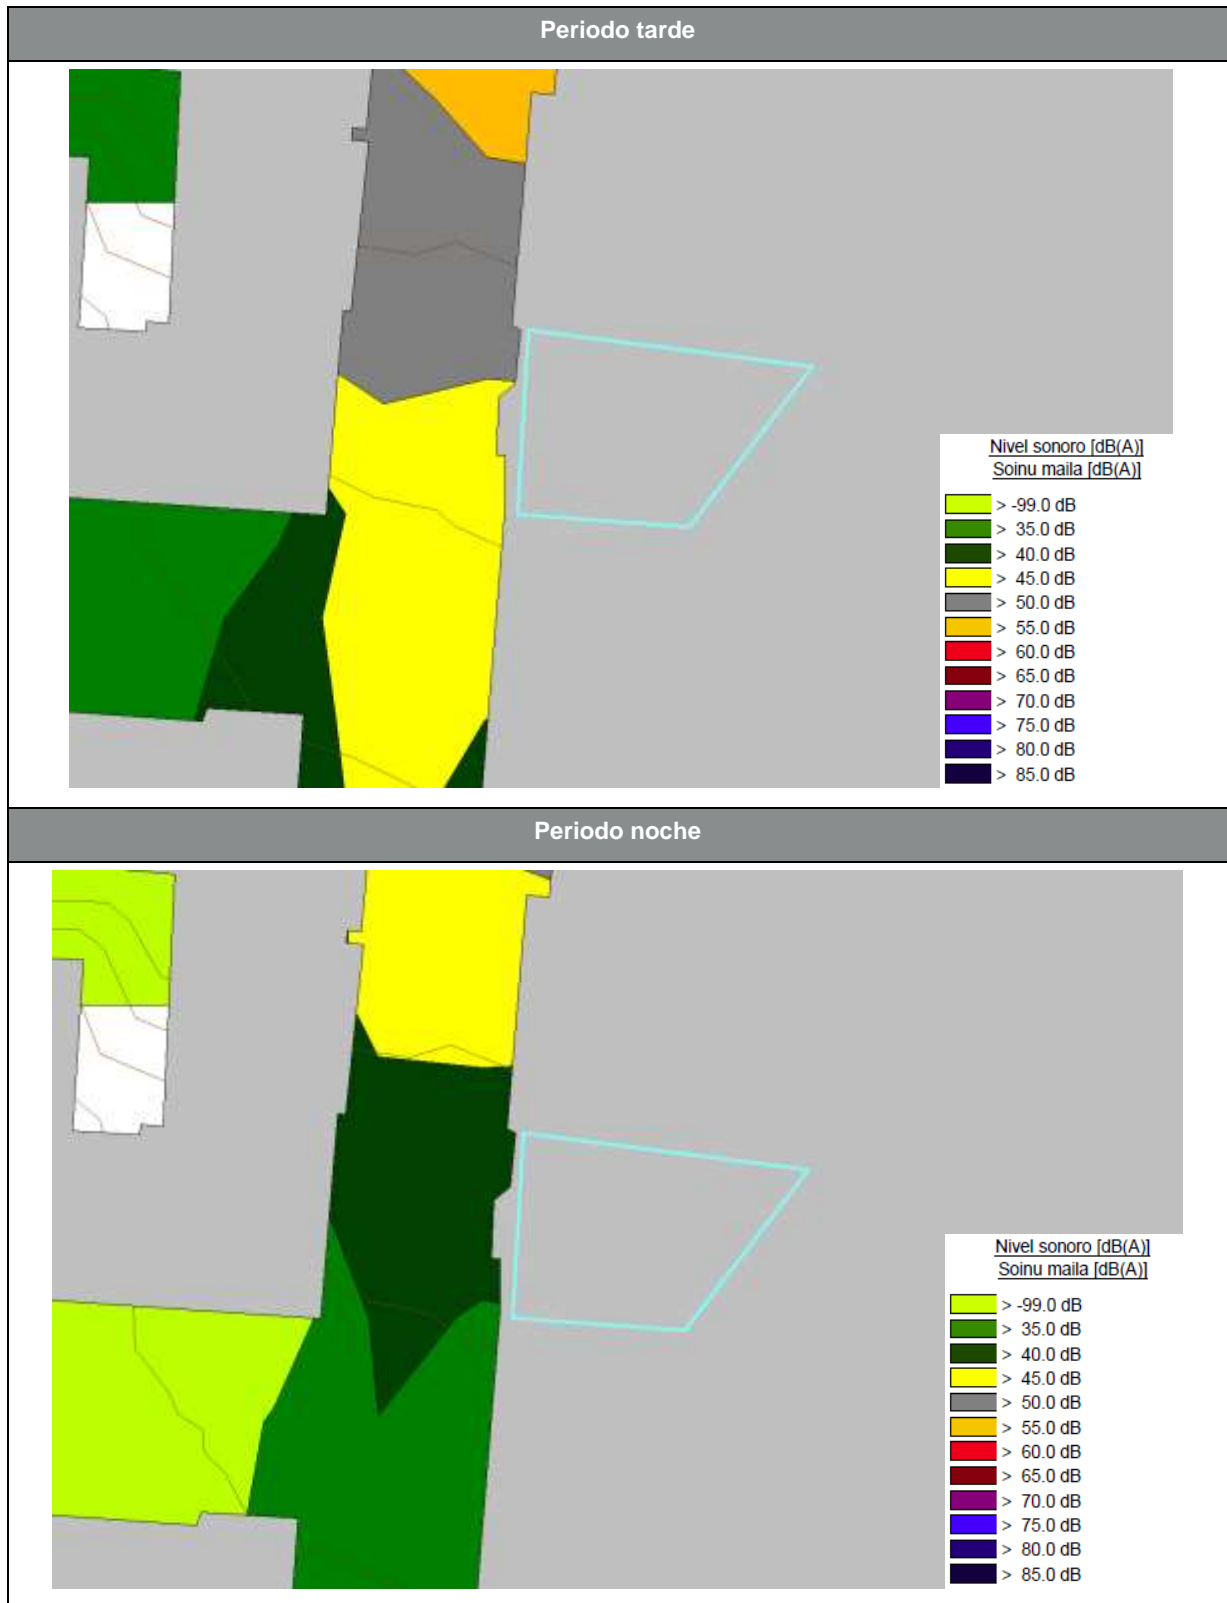 Periodo tarde
Nivel sonoro [dB(A)]
Soinu maila [dB(A)]
> -99.0 dB
> 35.0 dB
> 40.0 dB
> 45.0 dB
> 50.0 dB
> 55.0 dB
> 60.0 dB
> 65.0 dB
> 70.0 dB
> 75.0 dB
> 80.0 dB
> 85.0 dB
Periodo noche
Nivel sonoro [dB(A)]
Soinu maila [dB(A)]
> -99.0 dB
> 35.0 dB
> 40.0 dB
> 45.0 dB
> 50.0 dB
> 55.0 dB
> 60.0 dB
> 65.0 dB
> 70.0 dB
> 75.0 dB
> 80.0 dB
> 85.0 dB